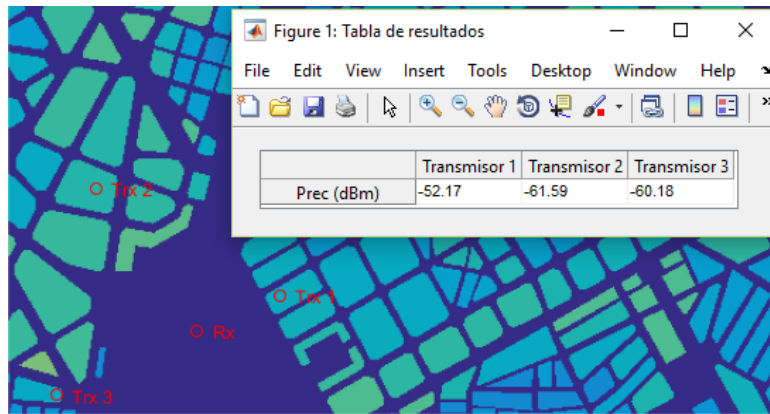 Figure 1: Tabla de resultados
File Edit View Insert Tools Desktop Window Help
Transmisor 1 Transmisor 2 Transmisor 3
Prec (dBm) -52.17 -61.59 -60.18
Trx 2
Trx 1
Rx
Trx 3